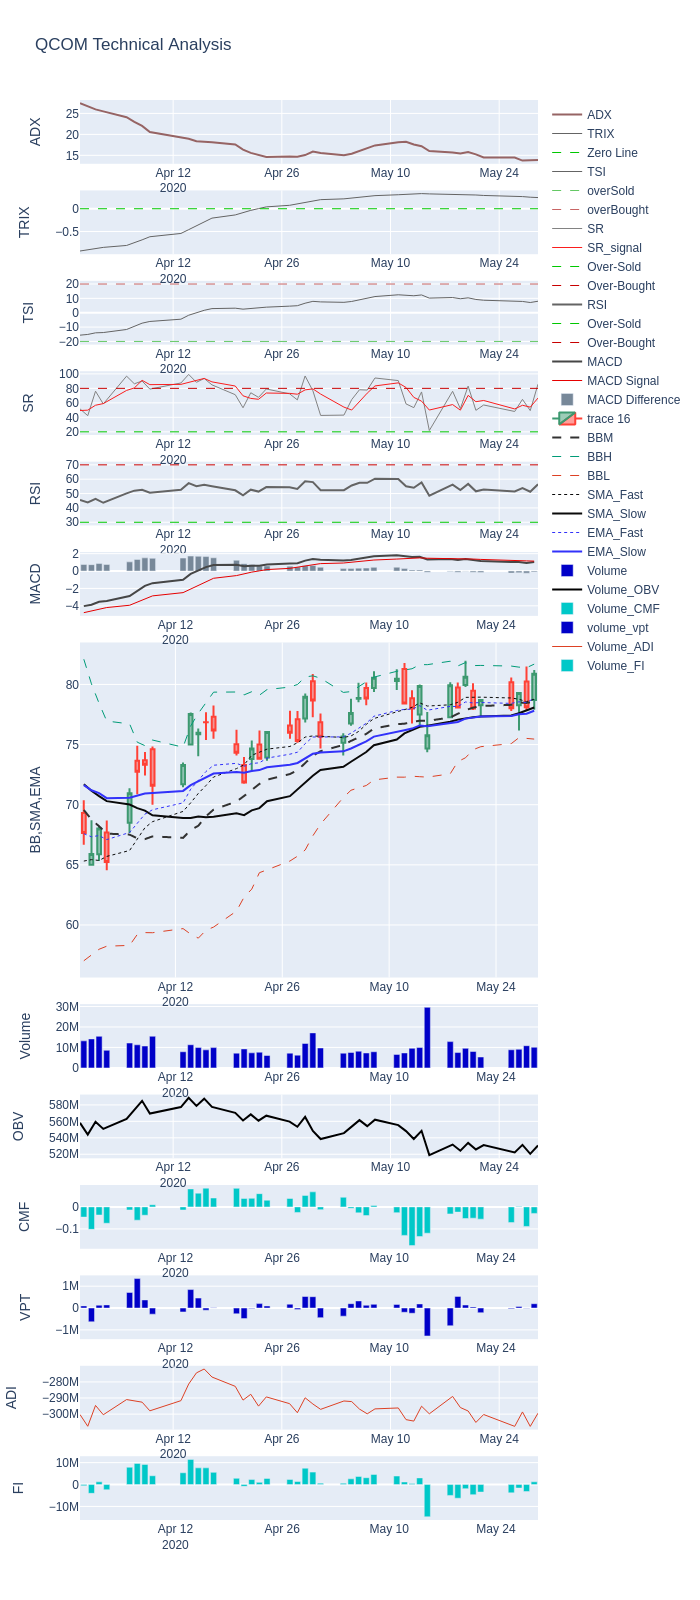 QCOM Technical Analysis
ADX
25
20
15
Apr 12
2020
Apr 26
May 10
May 24
TRIX
0
−0.5
Apr 12
2020
Apr 26
May 10
May 24
TSI
20
10
0
−10
−20
Apr 12
2020
Apr 26
May 10
May 24
SR
100
80
60
40
20
Apr 12
2020
Apr 26
May 10
May 24
RSI
70
60
50
40
30
Apr 12
2020
Apr 26
May 10
May 24
MACD
2
0
−2
−4
Apr 12
2020
Apr 26
May 10
May 24
BB,SMA,EMA
80
75
70
65
60
Apr 12
2020
Apr 26
May 10
May 24
Volume
30M
20M
10M
0
Apr 12
2020
Apr 26
May 10
May 24
OBV
580M
560M
540M
520M
Apr 12
2020
Apr 26
May 10
May 24
CMF
0
−0.1
Apr 12
2020
Apr 26
May 10
May 24
VPT
1M
0
−1M
Apr 12
2020
Apr 26
May 10
May 24
ADI
−280M
−290M
−300M
Apr 12
2020
Apr 26
May 10
May 24
FI
10M
0
−10M
Apr 12
2020
Apr 26
May 10
May 24
ADX
TRIX
Zero Line
TSI
overSold
overBought
SR
SR_signal
Over-Sold
Over-Bought
RSI
Over-Sold
Over-Bought
MACD
MACD Signal
MACD Difference
trace 16
BBM
BBH
BBL
SMA_Fast
SMA_Slow
EMA_Fast
EMA_Slow
Volume
Volume_OBV
Volume_CMF
volume_vpt
Volume_ADI
Volume_FI